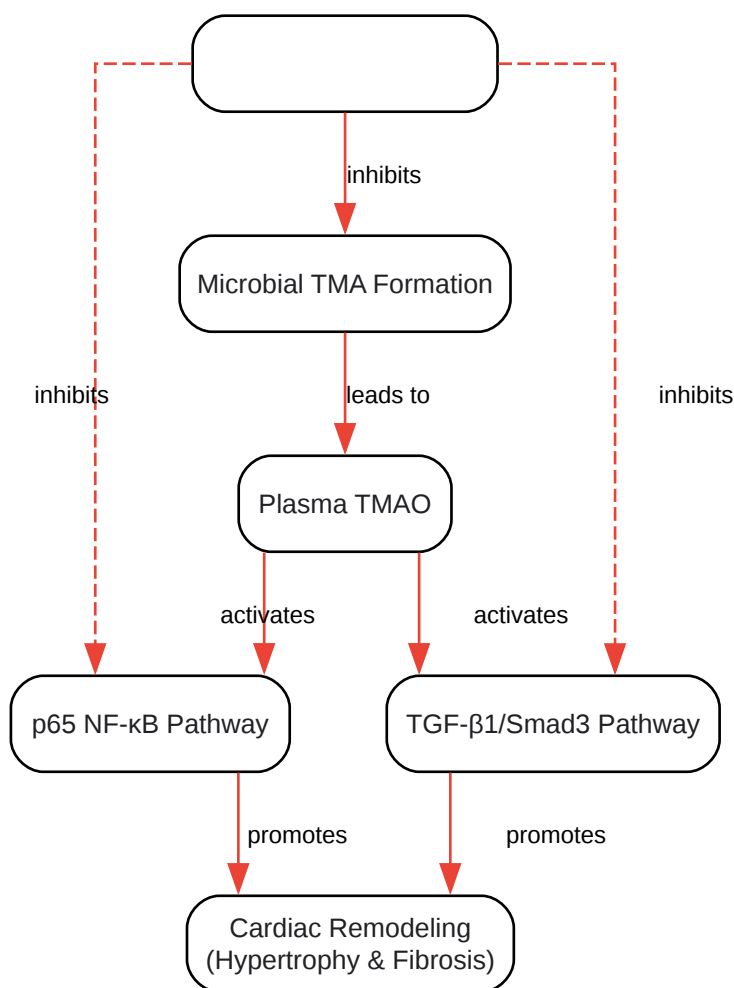 inhibits
Microbial TMA Formation
inhibits
leads to
inhibits
Plasma TMAO
activates
activates
p65 NF-κB Pathway
TGF-β1/Smad3 Pathway
promotes
promotes
Cardiac Remodeling
(Hypertrophy & Fibrosis)